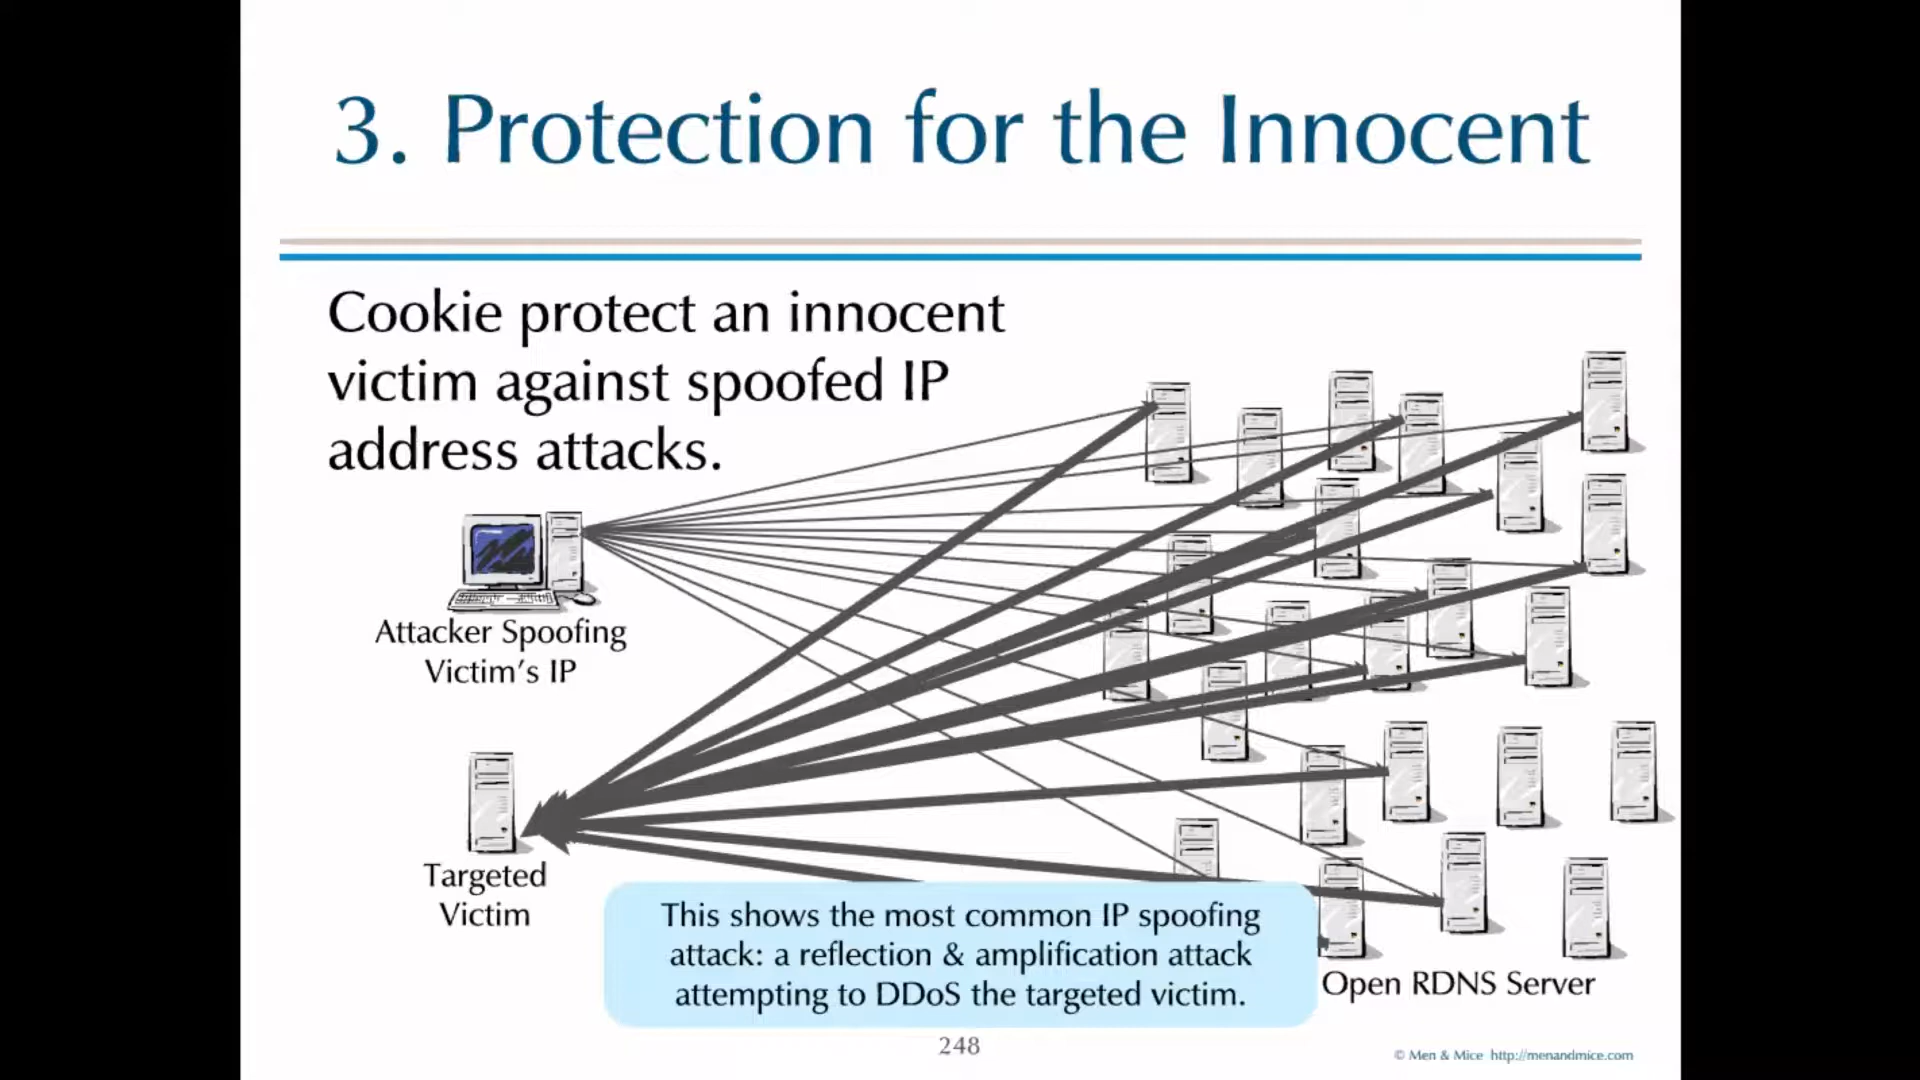 3. Protection for the Innocent
Cookie protect an innocent
victim against spoofed IP
address attacks.
Attacker Spoofing
Victim's IP
Targeted
Victim
This shows the most common IP spoofing
attack: a reflection & amplification attack
attempting to DDoS the targeted victim.
Open RDNS Server
248
© Men & Mice http://menandmice.com